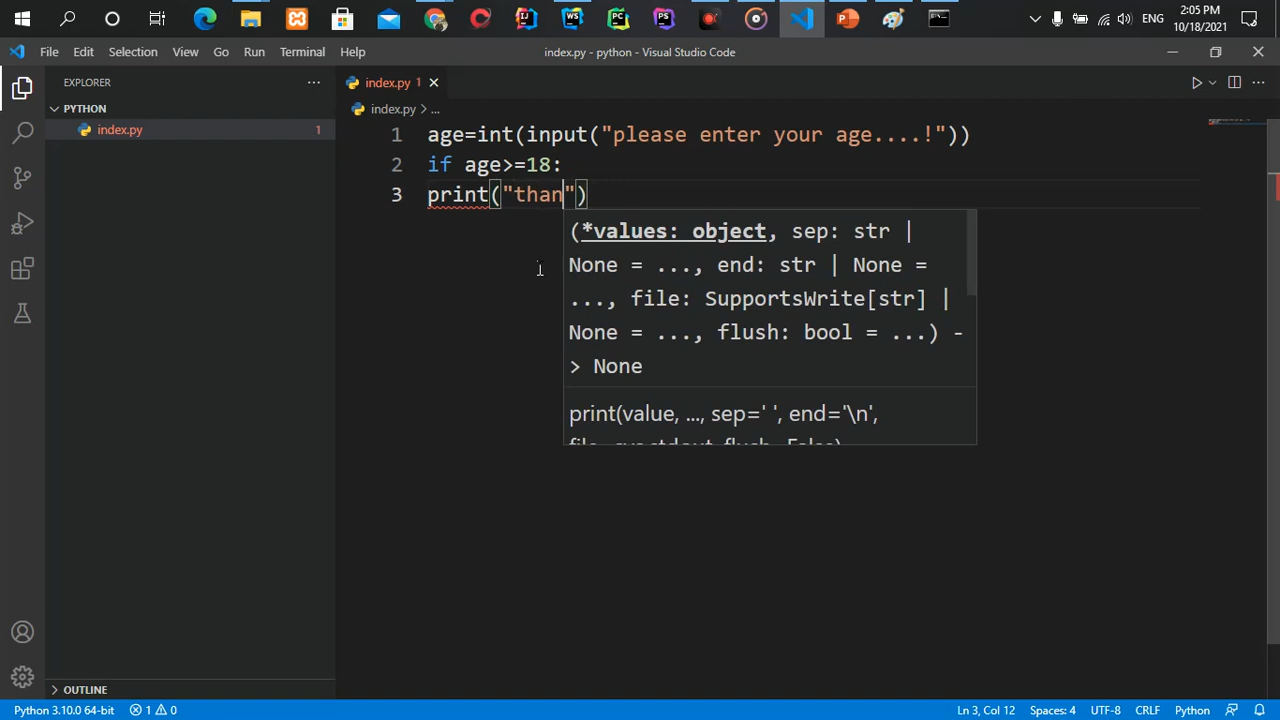 2:05 PM
ENG
10/18/2021
File Edit Selection View Go Run Terminal Help
index.py - python - Visual Studio Code
EXPLORER
PYTHON
index.py 1
index.py 1
index.py > ...
1 age=int(input("please enter your age....!"))
2 if age>=18:
3 print("than")
(*values: object, sep: str |
None = ..., end: str | None =
..., file: SupportsWrite[str] |
None = ..., flush: bool = ...) -
> None
print(value, ..., sep=' ', end='\n',
OUTLINE
Python 3.10.0 64-bit 1 0
Ln 3, Col 12 Spaces: 4 UTF-8 CRLF Python